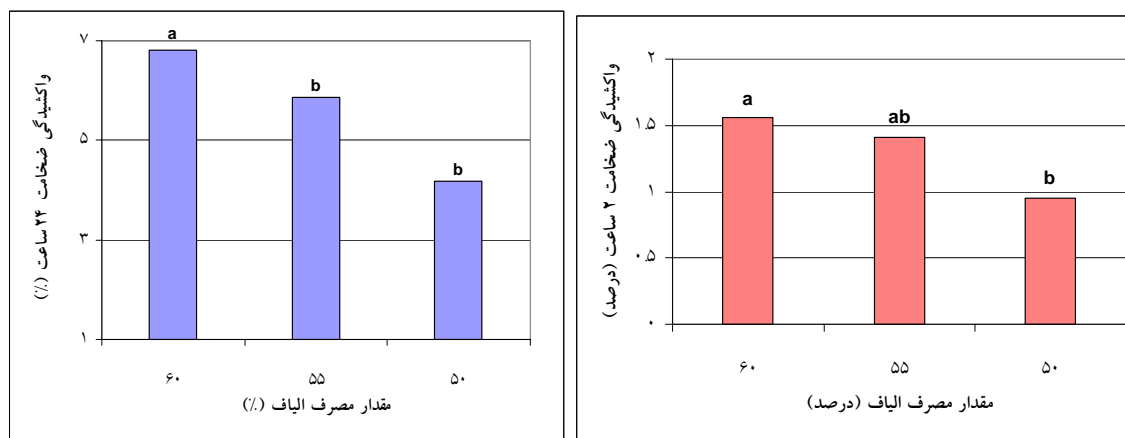 واکشیدگی ضخامت ۲۴ ساعت (٪)
۷
۵
۳
۱
a
b
b
۶۰ ۵۵ ۵۰
مقدار مصرف الیاف (٪)
واکشیدگی ضخامت ۲ ساعت (درصد)
۲
۱.۵
۱
۰.۵
۰
a
ab
b
۶۰ ۵۵ ۵۰
مقدار مصرف الیاف (درصد)